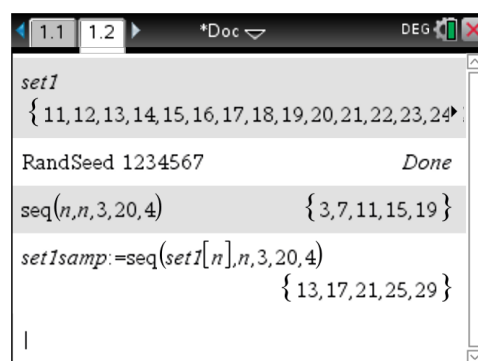 1.1 1.2 *Doc DEG
set1
{11,12,13,14,15,16,17,18,19,20,21,22,23,24
RandSeed 1234567 Done
seq(n,n,3,20,4) {3,7,11,15,19}
set1samp:=seq(set1[n],n,3,20,4)
{13,17,21,25,29}